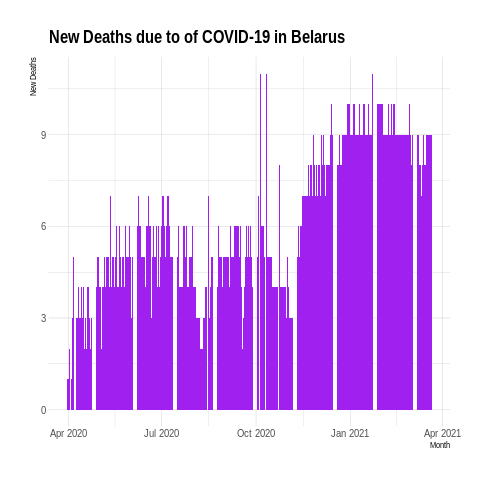 New Deaths due to of COVID-19 in Belarus
New Deaths
9
6
3
0
Apr 2020 Jul 2020 Oct 2020 Jan 2021 Apr 2021
Month